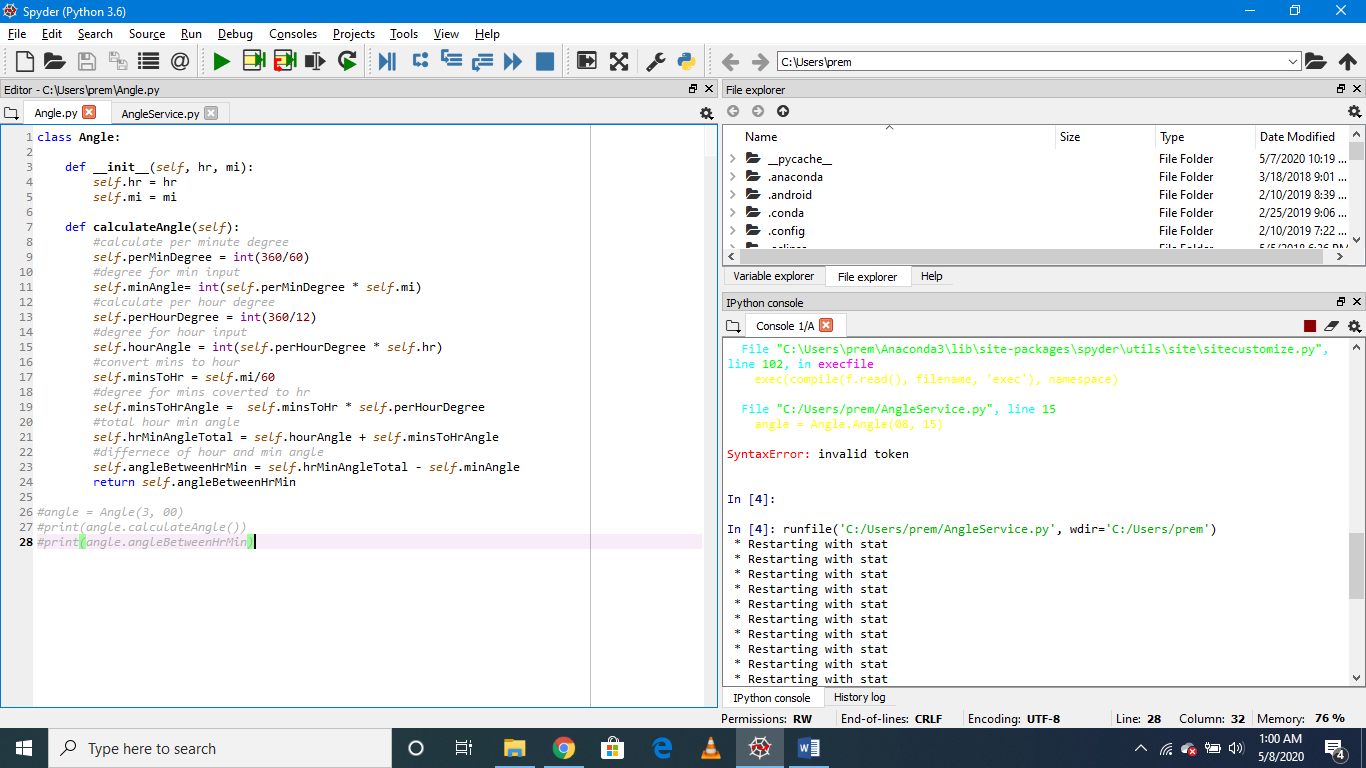 Spyder (Python 3.6)
File Edit Search Source Run Debug Consoles Projects Tools View Help
C:\Users\prem
Editor - C:\Users\prem\Angle.py
Angle.py AngleService.py
1 class Angle:
2
3 def __init__(self, hr, mi):
4 self.hr = hr
5 self.mi = mi
6
7 def calculateAngle(self):
8 #calculate per minute degree
9 self.perMinDegree = int(360/60)
10 #degree for min input
11 self.minAngle= int(self.perMinDegree * self.mi)
12 #calculate per hour degree
13 self.perHourDegree = int(360/12)
14 #degree for hour input
15 self.hourAngle = int(self.perHourDegree * self.hr)
16 #convert mins to hour
17 self.minsToHr = self.mi/60
18 #degree for mins coverted to hr
19 self.minsToHrAngle =  self.minsToHr * self.perHourDegree
20 #total hour min angle
21 self.hrMinAngleTotal = self.hourAngle + self.minsToHrAngle
22 #differnece of hour and min angle
23 self.angleBetweenHrMin = self.hrMinAngleTotal - self.minAngle
24 return self.angleBetweenHrMin
25
26 #angle = Angle(3, 00)
27 #print(angle.calculateAngle())
28 #print(angle.angleBetweenHrMin)
File explorer
Name Size Type Date Modified
__pycache__ File Folder 5/7/2020 10:19 ...
.anaconda File Folder 3/18/2018 9:01 ...
.android File Folder 2/10/2019 8:39 ...
.conda File Folder 2/25/2019 9:06 ...
.config File Folder 2/10/2019 7:22 ...
.eclipse File Folder 5/5/2018 6:26 PM
Variable explorer File explorer Help
IPython console
Console 1/A
File "C:\Users\prem\Anaconda3\lib\site-packages\spyder\utils\site\sitecustomize.py",
line 102, in execfile
exec(compile(f.read(), filename, 'exec'), namespace)
File "C:/Users/prem/AngleService.py", line 15
angle = Angle.Angle(08, 15)
SyntaxError: invalid token
In [4]:
In [4]: runfile('C:/Users/prem/AngleService.py', wdir='C:/Users/prem')
* Restarting with stat
* Restarting with stat
* Restarting with stat
* Restarting with stat
* Restarting with stat
* Restarting with stat
* Restarting with stat
* Restarting with stat
* Restarting with stat
* Restarting with stat
IPython console History log
Permissions: RW End-of-lines: CRLF Encoding: UTF-8 Line: 28 Column: 32 Memory: 76 %
Type here to search
1:00 AM
5/8/2020
4